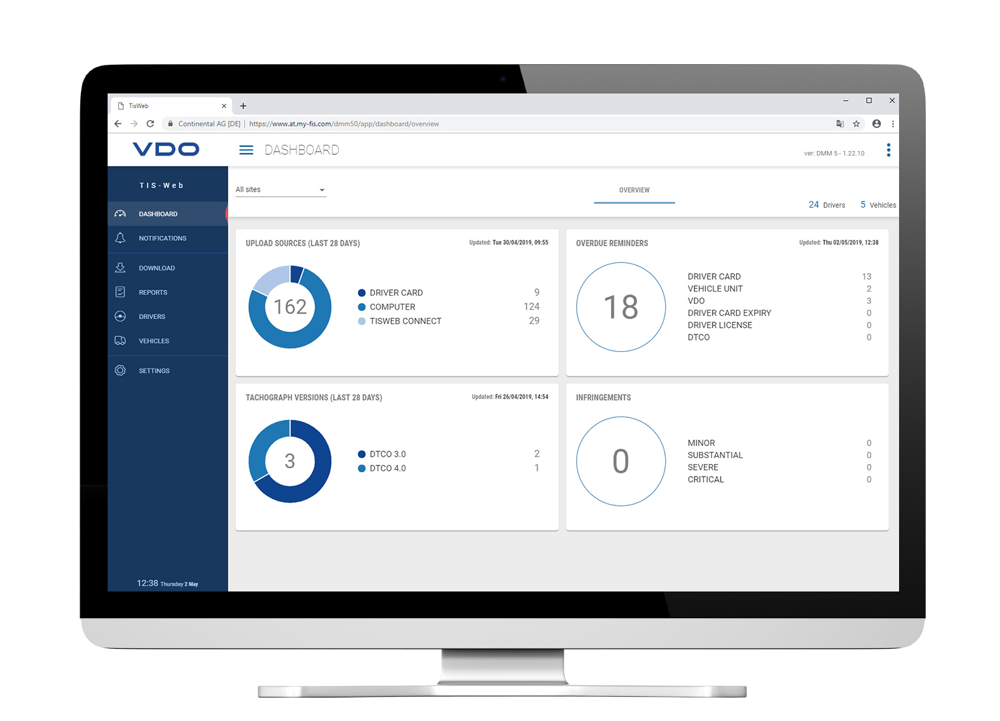 TisWeb
Continental AG [DE] https://www.at.my-fis.com/dmm50/app/dashboard/overview
VDO DASHBOARD ver: DMM 5 - 1.22.10
TIS-Web
DASHBOARD
NOTIFICATIONS
DOWNLOAD
REPORTS
DRIVERS
VEHICLES
SETTINGS
12:38 Thursday 2 May
All sites
OVERVIEW
24 Drivers 5 Vehicles
UPLOAD SOURCES (LAST 28 DAYS) Updated: Tue 30/04/2019, 09:55
162
DRIVER CARD 9
COMPUTER 124
TISWEB CONNECT 29
OVERDUE REMINDERS Updated: Thu 02/05/2019, 12:38
18
DRIVER CARD 13
VEHICLE UNIT 2
VDO 3
DRIVER CARD EXPIRY 0
DRIVER LICENSE 0
DTCO 0
TACHOGRAPH VERSIONS (LAST 28 DAYS) Updated: Fri 26/04/2019, 14:54
3
DTCO 3.0 2
DTCO 4.0 1
INFRINGEMENTS
0
MINOR 0
SUBSTANTIAL 0
SEVERE 0
CRITICAL 0